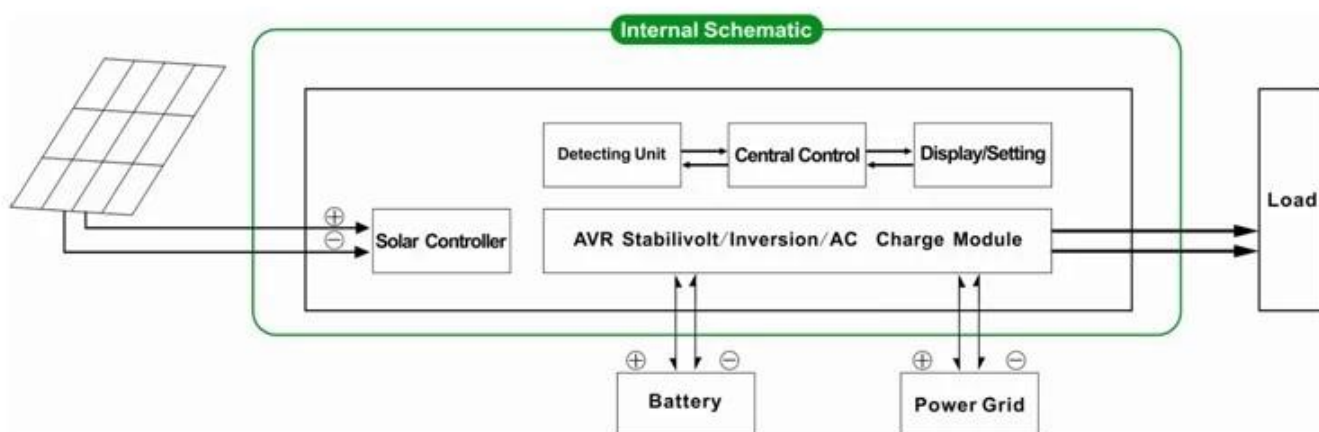 Internal Schematic
Detecting Unit
Central Control
Display/Setting
Load
⊕
⊖
Solar Controller
AVR Stabilivolt/Inversion/AC Charge Module
⊕ ⊖
⊕ ⊖
Battery
Power Grid